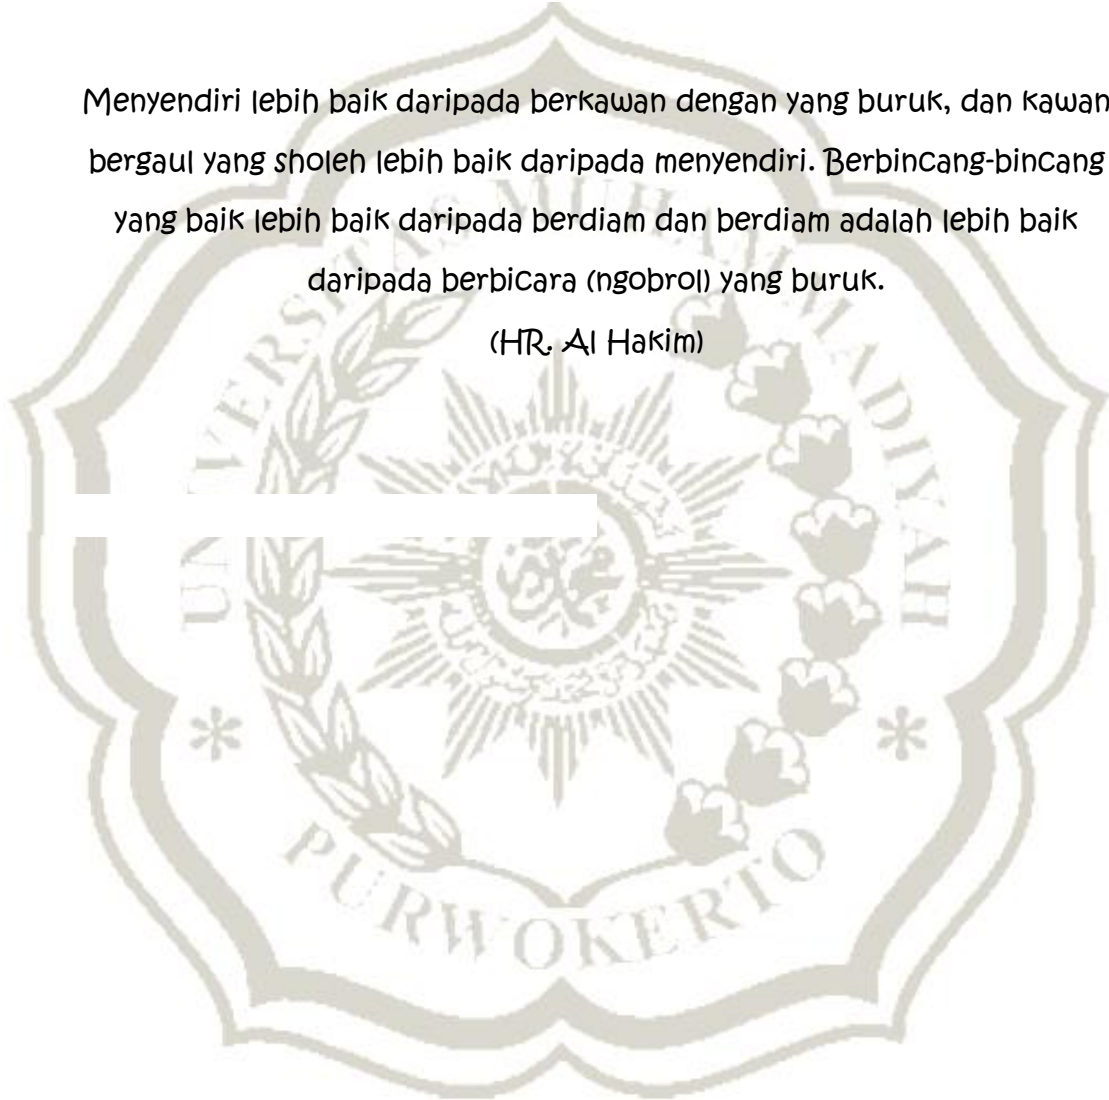 Menyendiri lebih baik daripada berkawan dengan yang buruk, dan kawan
bergaul yang sholeh lebih baik daripada menyendiri. Berbincang-bincang
yang baik lebih baik daripada berdiam dan berdiam adalah lebih baik
daripada berbicara (ngobrol) yang buruk.
(HR. Al Hakim)
UNIVERSITAS MUHAMMADIYAH
PURWOKERTO